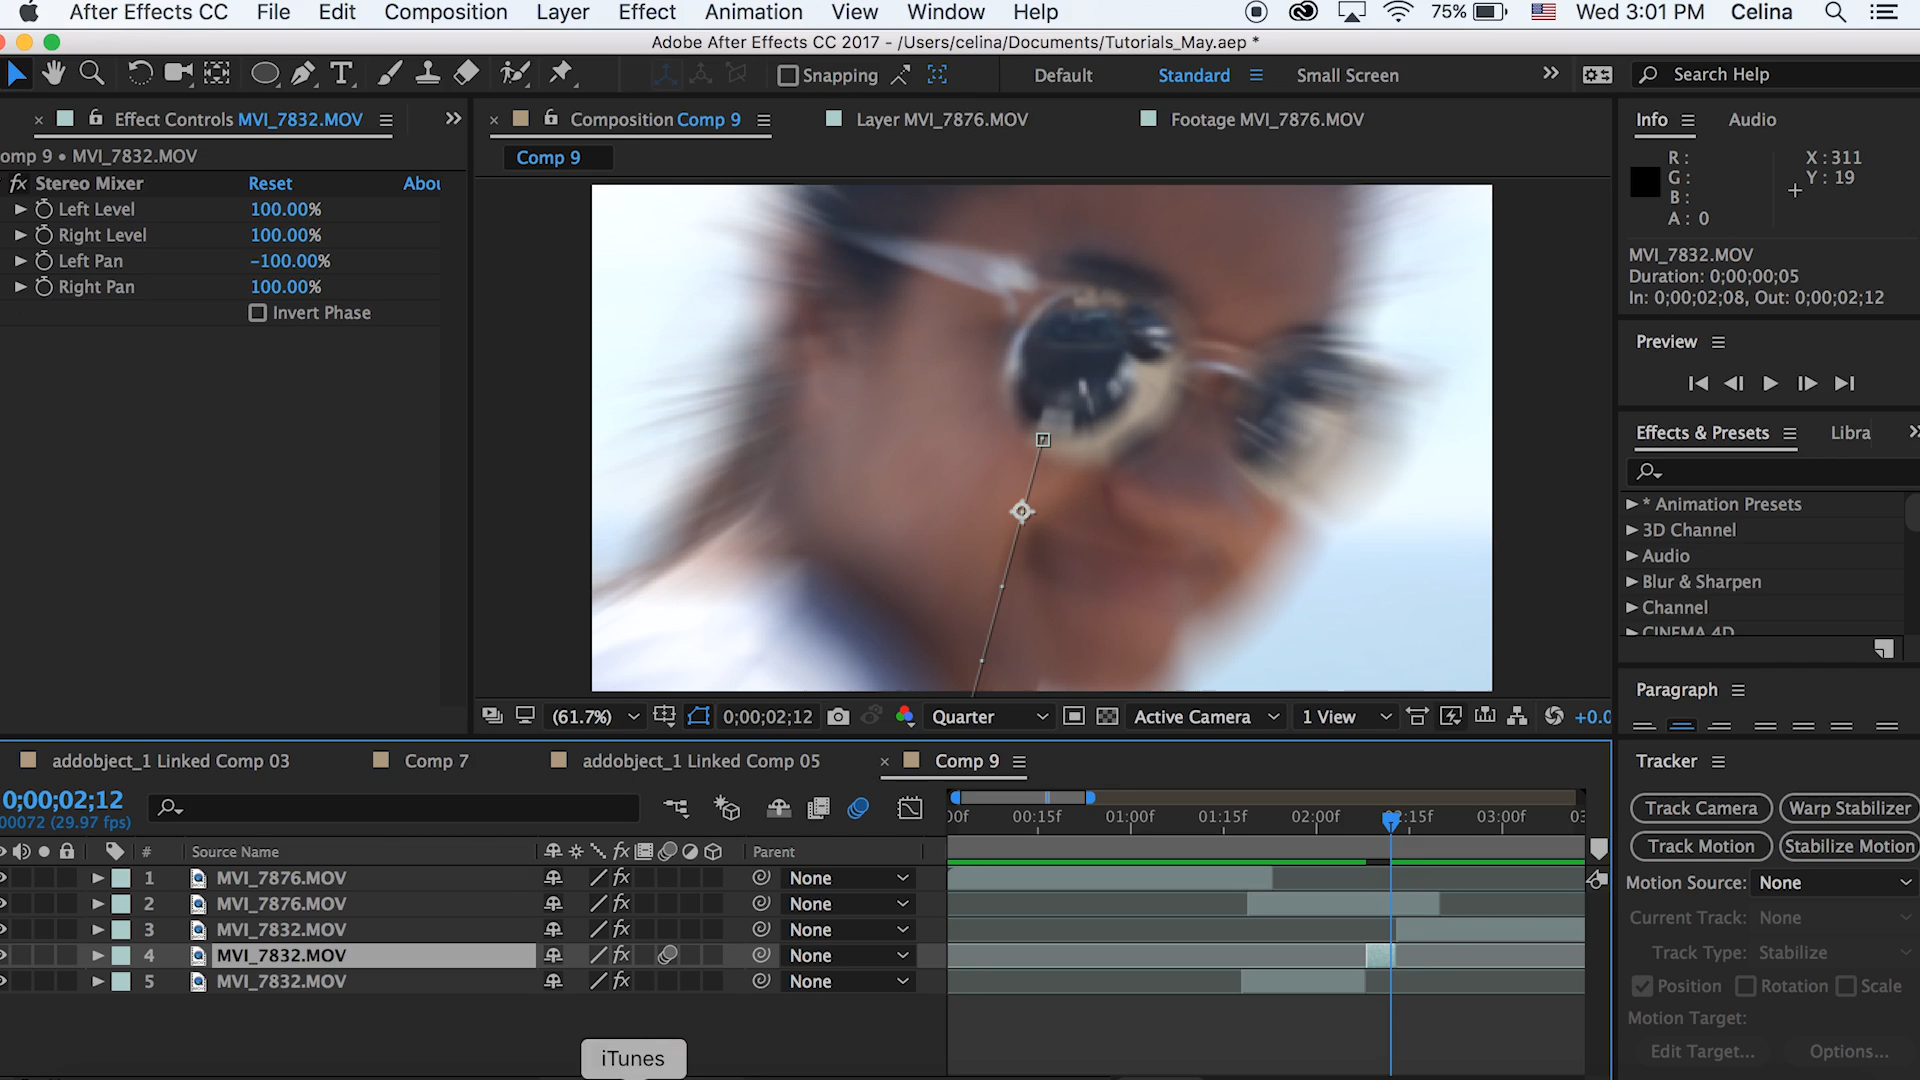 After Effects CC File Edit Composition Layer Effect Animation View Window Help 75% Wed 3:01 PM Celina
Adobe After Effects CC 2017 - /Users/celina/Documents/Tutorials_May.aep *
Snapping Default Standard Small Screen Search Help
Effect Controls MVI_7832.MOV
Composition Comp 9 Layer MVI_7876.MOV Footage MVI_7876.MOV
Info Audio
omp 9 • MVI_7832.MOV
Comp 9
fx Stereo Mixer Reset Abou
Left Level 100.00%
Right Level 100.00%
Left Pan -100.00%
Right Pan 100.00%
Invert Phase
R: X : 311
G: Y : 19
B:
A: 0
MVI_7832.MOV
Duration: 0;00;00;05
In: 0;00;02;08, Out: 0;00;02;12
Preview
Effects & Presets Libra
* Animation Presets
3D Channel
Audio
Blur & Sharpen
Channel
CINEMA 4D
Paragraph
(61.7%) 0;00;02;12 Quarter Active Camera 1 View +0.0
addobject_1 Linked Comp 03 Comp 7 addobject_1 Linked Comp 05 Comp 9
0;00;02;12
00072 (29.97 fps)
00f 00:15f 01:00f 01:15f 02:00f 02:15f 03:00f 03
# Source Name fx Parent
1 MVI_7876.MOV fx None
2 MVI_7876.MOV fx None
3 MVI_7832.MOV fx None
4 MVI_7832.MOV fx None
5 MVI_7832.MOV fx None
Tracker
Track Camera Warp Stabilizer
Track Motion Stabilize Motion
Motion Source: None
Current Track: None
Track Type: Stabilize
Position Rotation Scale
Motion Target:
Edit Target... Options...
iTunes